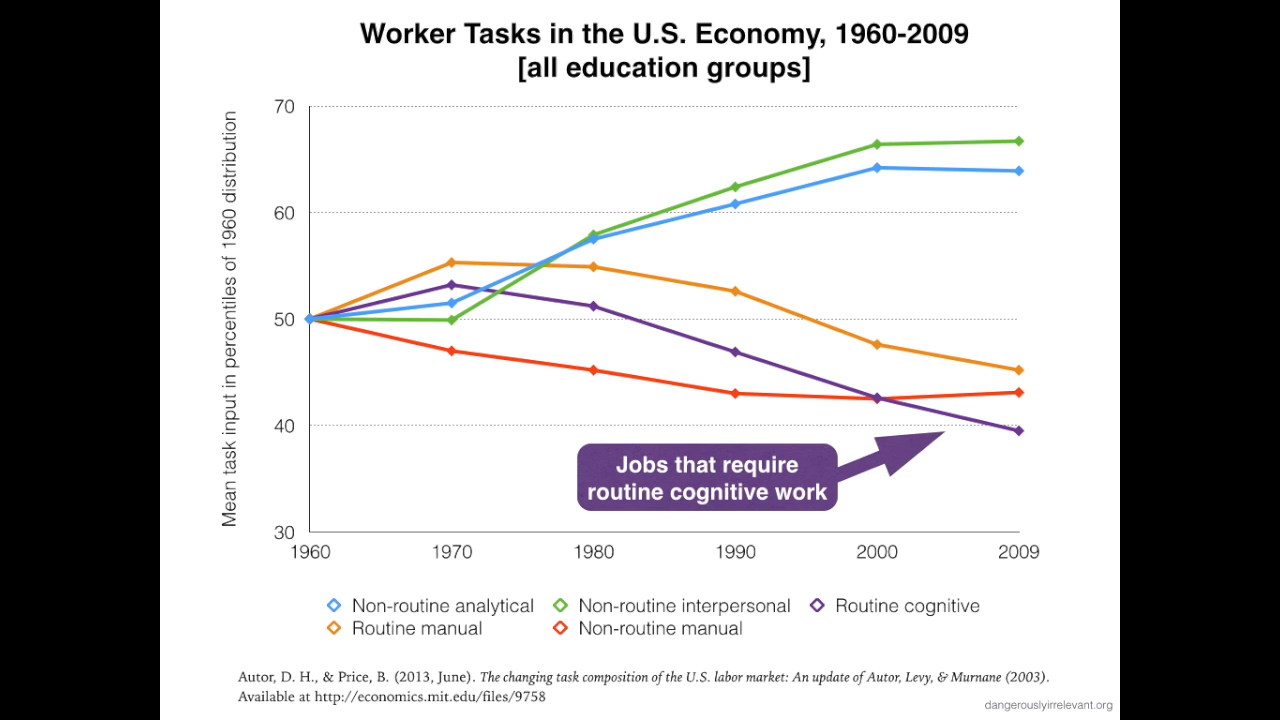 Worker Tasks in the U.S. Economy, 1960-2009
[all education groups]
Mean task input in percentiles of 1960 distribution
70
60
50
40
30
Jobs that require
routine cognitive work
1960 1970 1980 1990 2000 2009
Non-routine analytical Non-routine interpersonal Routine cognitive
Routine manual Non-routine manual
Autor, D. H., & Price, B. (2013, June). The changing task composition of the U.S. labor market: An update of Autor, Levy, & Murnane (2003).
Available at http://economics.mit.edu/files/9758
dangerouslyirrelevant.org